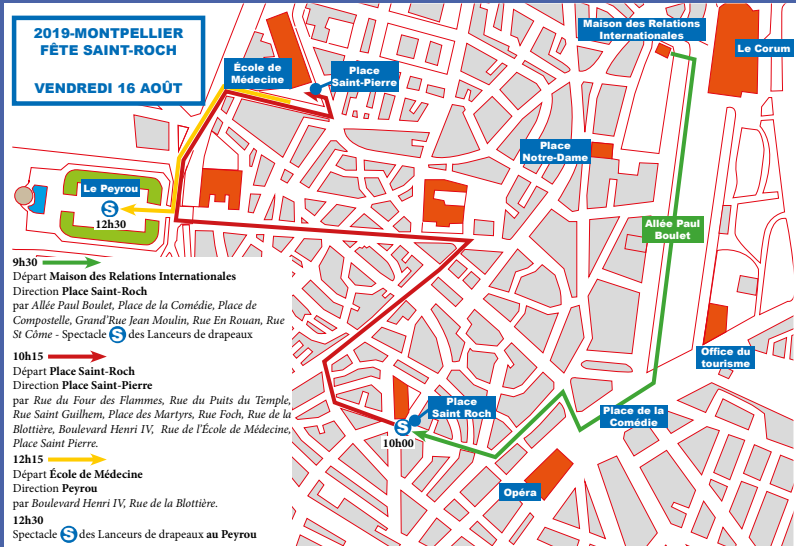 2019-MONTPELLIER
FÊTE SAINT-ROCH
VENDREDI 16 AOÛT
École de
Médecine
Place
Saint-Pierre
Maison des Relations
Internationales
Le Corum
Place
Notre-Dame
Le Peyrou
S
12h30
Allée Paul
Boulet
Office du
tourisme
Place
Saint Roch
S
10h00
Place de la
Comédie
Opéra
9h30
Départ Maison des Relations Internationales
Direction Place Saint-Roch
par Allée Paul Boulet, Place de la Comédie, Place de
Compostelle, Grand'Rue Jean Moulin, Rue En Rouan, Rue
St Côme - Spectacle S des Lanceurs de drapeaux
10h15
Départ Place Saint-Roch
Direction Place Saint-Pierre
par Rue du Four des Flammes, Rue du Puits du Temple,
Rue Saint Guilhem, Place des Martyrs, Rue Foch, Rue de la
Blottière, Boulevard Henri IV, Rue de l'École de Médecine,
Place Saint Pierre.
12h15
Départ École de Médecine
Direction Peyrou
par Boulevard Henri IV, Rue de la Blottière.
12h30
Spectacle S des Lanceurs de drapeaux au Peyrou